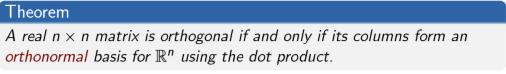 Theorem
A real n × n matrix is orthogonal if and only if its columns form an
orthonormal basis for ℝⁿ using the dot product.